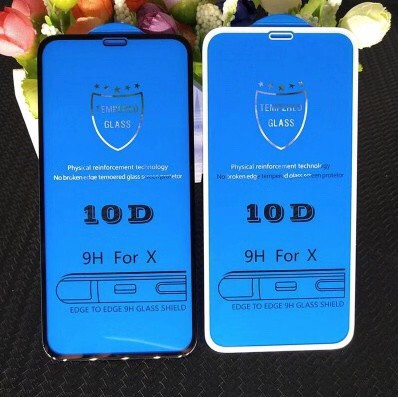 TEMPERED
GLASS
Physical reinforcement technology
No broken edge tempered glass screen protetor
10D
9H For X
EDGE TO EDGE 9H GLASS SHIELD
TEMPERED
GLASS
Physical reinforcement technology
No broken edge tempered glass screen protetor
10D
9H For X
EDGE TO EDGE 9H GLASS SHIELD